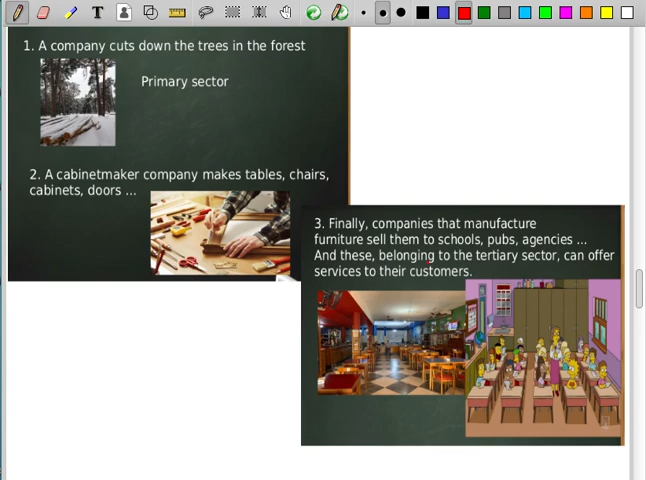 T
1. A company cuts down the trees in the forest
Primary sector
2. A cabinetmaker company makes tables, chairs,
cabinets, doors ...
3. Finally, companies that manufacture
furniture sell them to schools, pubs, agencies ...
And these, belonging to the tertiary sector, can offer
services to their customers.